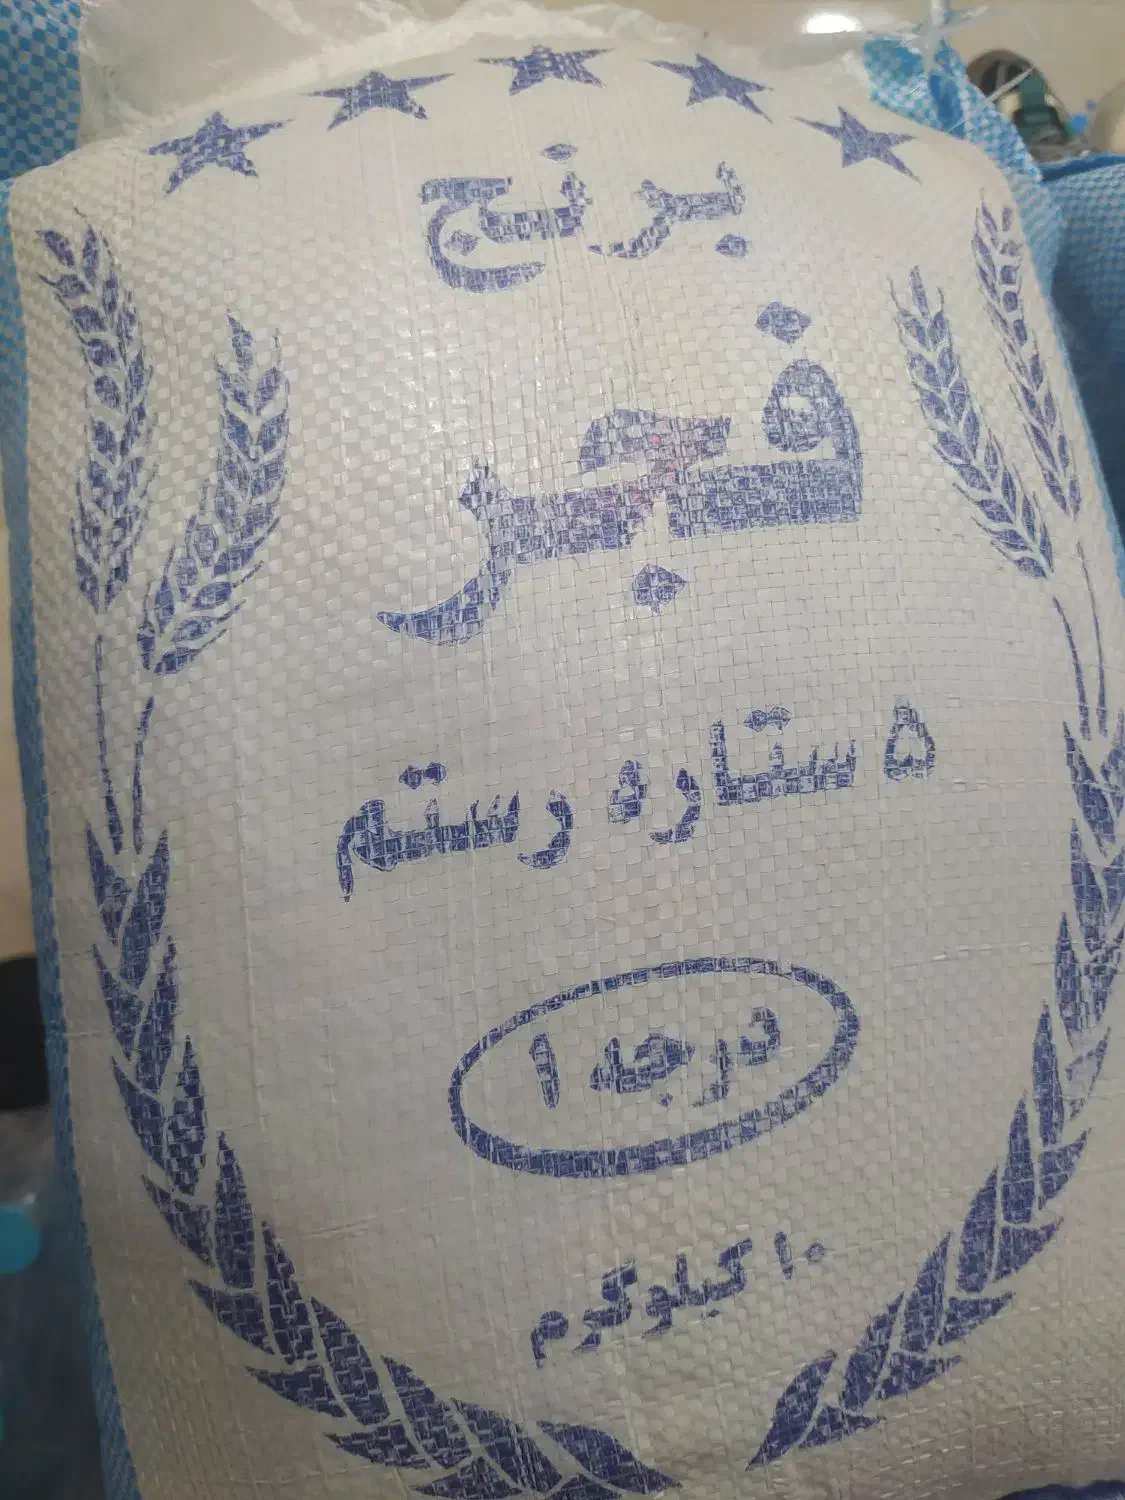 برنج
فجر
۵ ستاره رستم
درجه ۱
۱۰ کیلوگرم